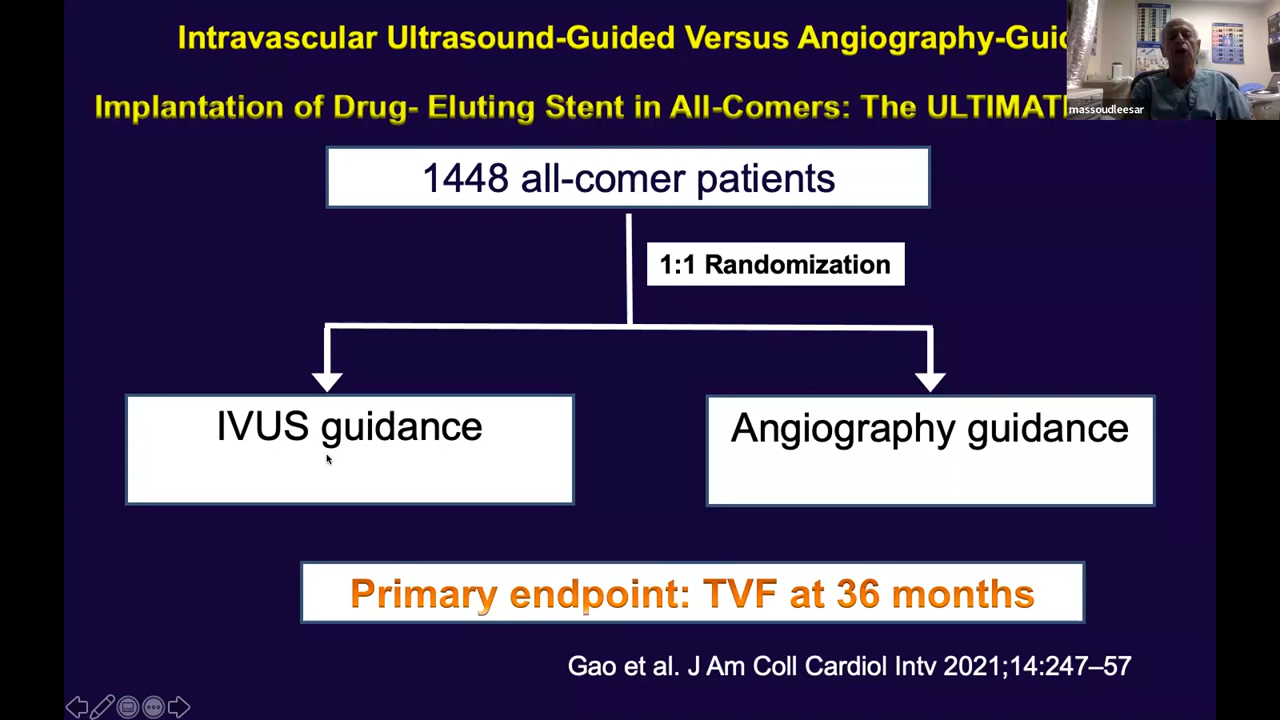 Intravascular Ultrasound-Guided Versus Angiography-Guid
massoudleesar
Implantation of Drug- Eluting Stent in All-Comers: The ULTIMAT
1448 all-comer patients
1:1 Randomization
IVUS guidance
Angiography guidance
Primary endpoint: TVF at 36 months
Gao et al. J Am Coll Cardiol Intv 2021;14:247–57